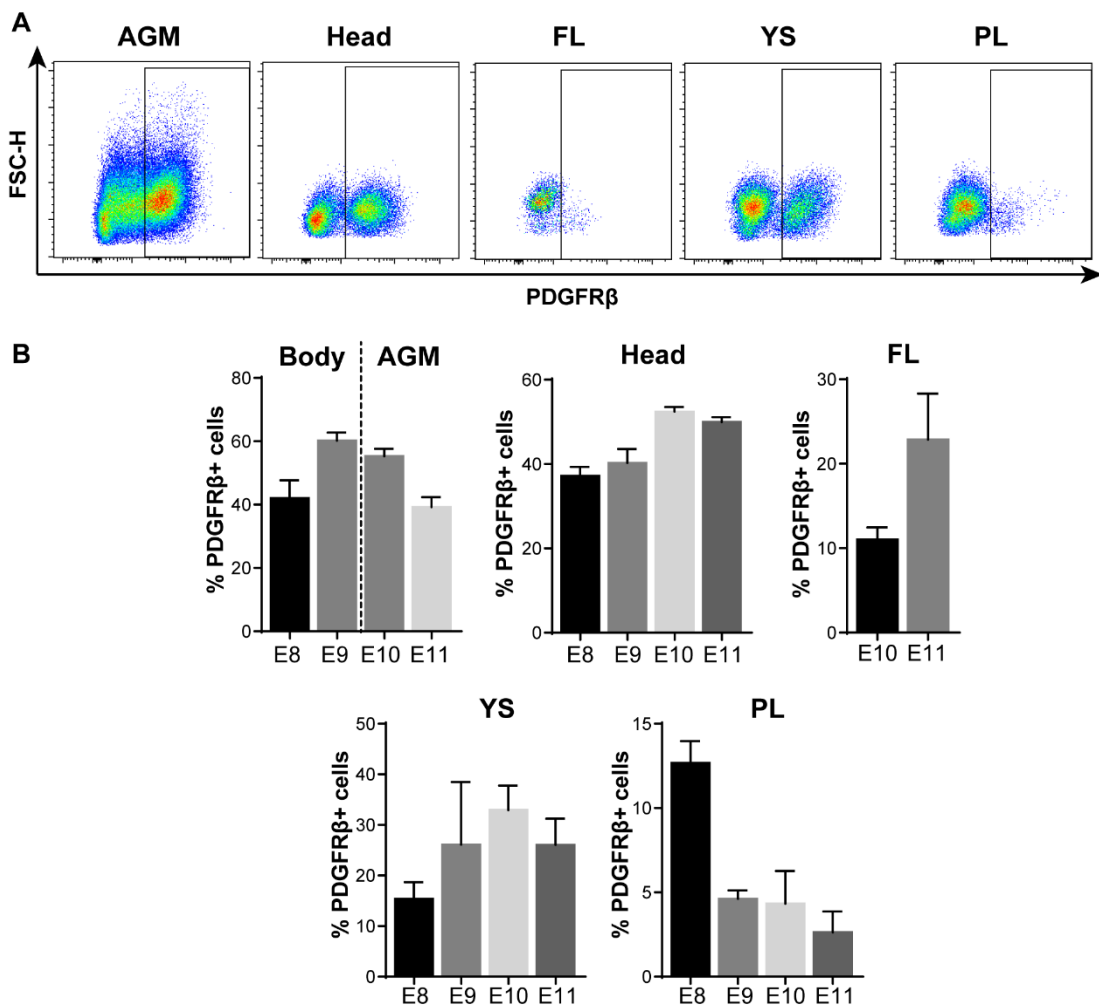 A
AGM Head FL YS PL
FSC-H
PDGFRβ
B
Body AGM
% PDGFRβ+ cells
80
60
40
20
0
E8 E9 E10 E11
Head
% PDGFRβ+ cells
60
40
20
0
E8 E9 E10 E11
FL
% PDGFRβ+ cells
30
20
10
0
E10 E11
YS
% PDGFRβ+ cells
50
40
30
20
10
0
E8 E9 E10 E11
PL
% PDGFRβ+ cells
15
10
5
0
E8 E9 E10 E11